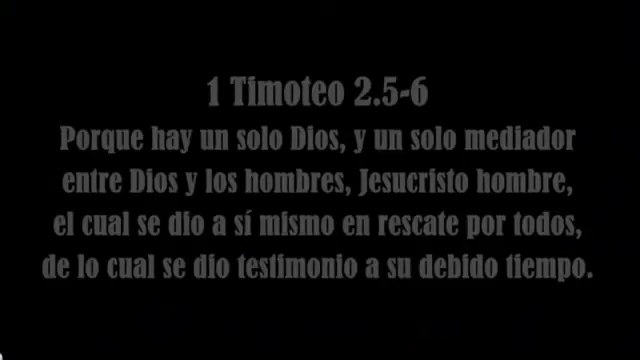 1 Timoteo 2.5-6
Porque hay un solo Dios, y un solo mediador
entre Dios y los hombres, Jesucristo hombre,
el cual se dio a sí mismo en rescate por todos,
de lo cual se dio testimonio a su debido tiempo.